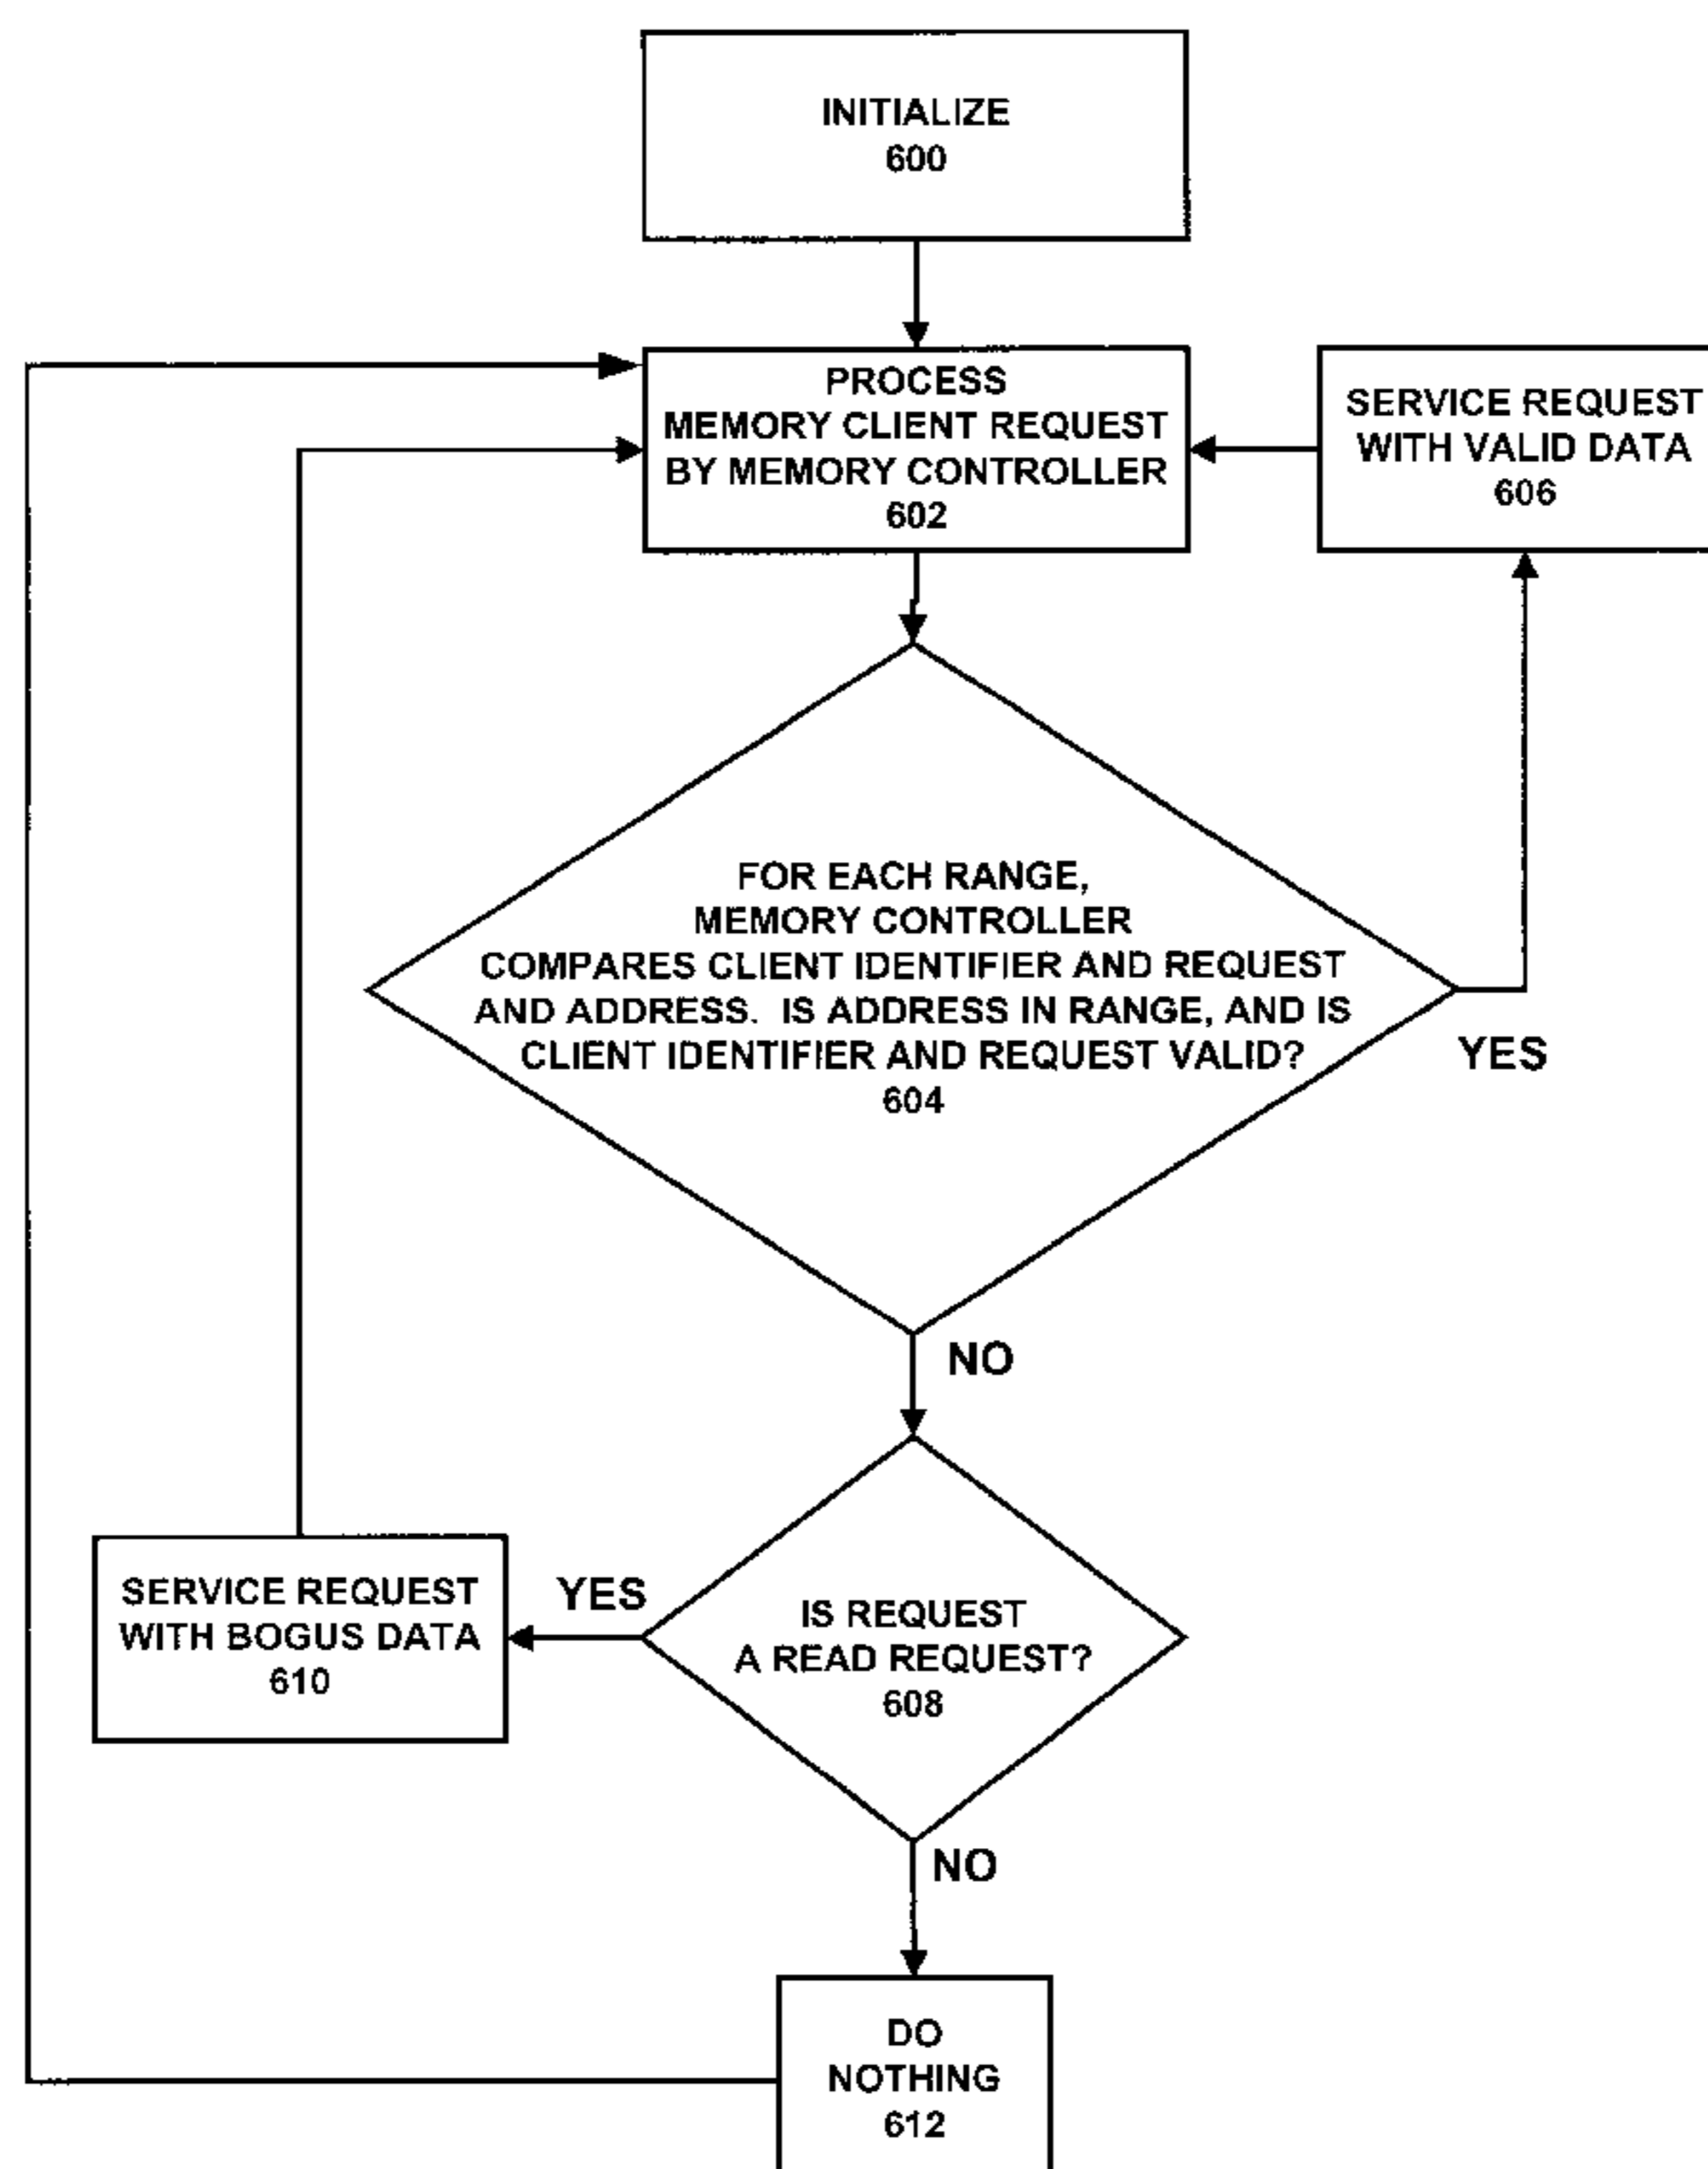 INITIALIZE
600
PROCESS
MEMORY CLIENT REQUEST
BY MEMORY CONTROLLER
602
SERVICE REQUEST
WITH VALID DATA
606
FOR EACH RANGE,
MEMORY CONTROLLER
COMPARES CLIENT IDENTIFIER AND REQUEST
AND ADDRESS. IS ADDRESS IN RANGE, AND IS
CLIENT IDENTIFIER AND REQUEST VALID?
604
YES
NO
SERVICE REQUEST
WITH BOGUS DATA
610
YES
IS REQUEST
A READ REQUEST?
608
NO
DO
NOTHING
612